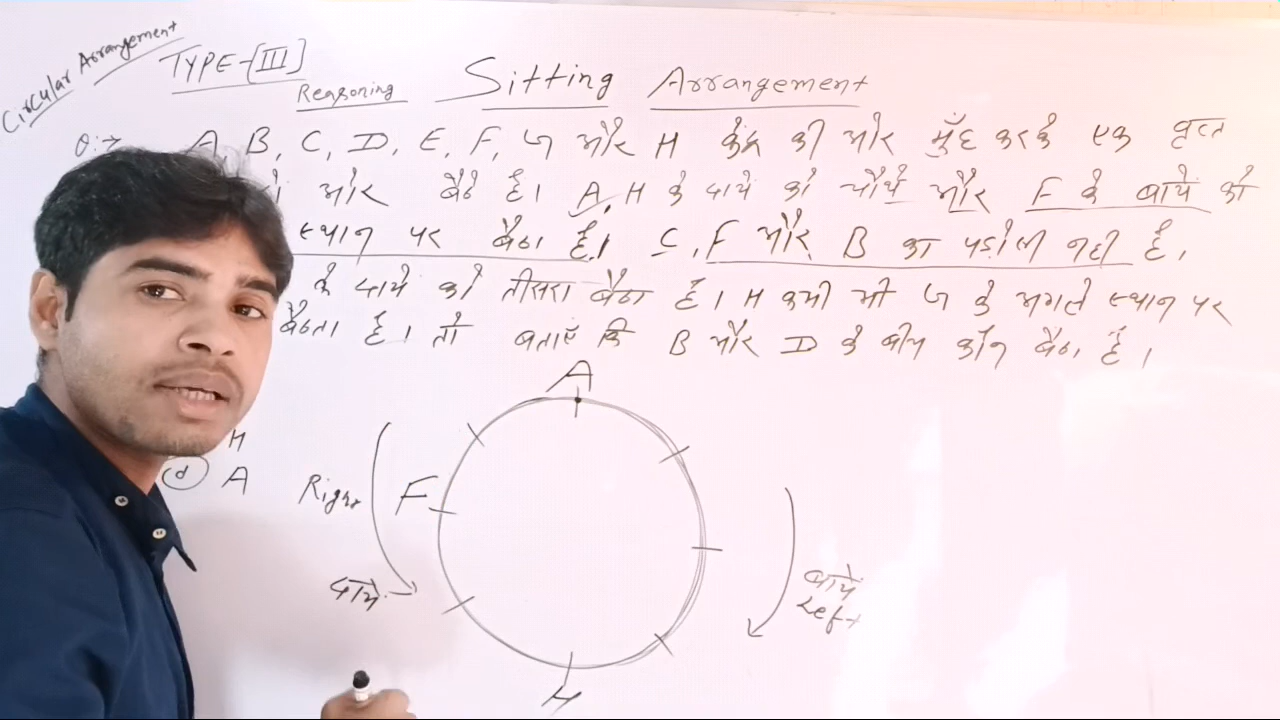 Circular Arrangement
TYPE-[III]
Reasoning Sitting Arrangement
Q:→ A, B, C, D, E, F, G और H केंद्र की ओर मुँह करके एक वृत्त
ओर बैठे हैं। A, H के दायें को चौथे और F के बायें को
स्थान पर बैठा है। C, F और B का पड़ोसी नही है,
के दायें को तीसरा बैठा है। H कभी भी G के अगले स्थान पर
बैठता है। तो बताएँ कि B और D के बीच कौन बैठा है।
H
(d) A
A
F
H
Right
दायें
बायें
Left